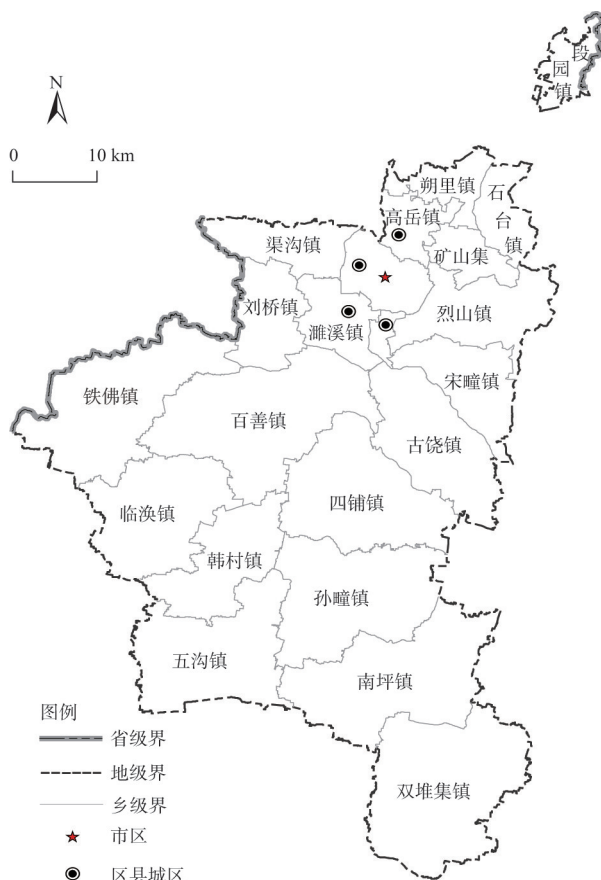 段
园
镇
N
0 10 km
朔里镇
石
台
镇
高岳镇
渠沟镇
矿山集
刘桥镇
烈山镇
濉溪镇
宋疃镇
铁佛镇
百善镇
古饶镇
四铺镇
临涣镇
韩村镇
孙疃镇
五沟镇
南坪镇
双堆集镇
图例
省级界
地级界
乡级界
市区
区县城区